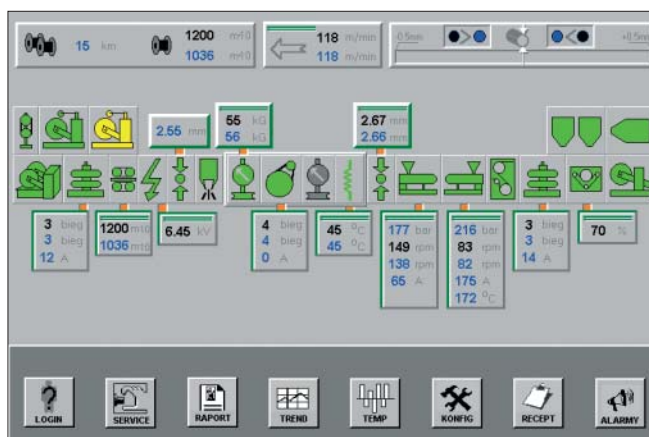 15 km
1200 m*10
1036 m*10
118 m/min
118 m/min
-0.5mm
+0.5mm
2.55 mm
55 kG
56 kG
2.67 mm
2.66 mm
3 bieg
3 bieg
12 A
1200 m10
1036 m10
6.45 kV
4 bieg
4 bieg
0 A
45 °C
45 °C
177 bar
149 rpm
138 rpm
65 A
216 bar
83 rpm
82 rpm
175 A
172 °C
3 bieg
3 bieg
14 A
70 %
LOGIN
SERVICE
RAPORT
TREND
TEMP
KONFIG
RECEPT
ALARMY